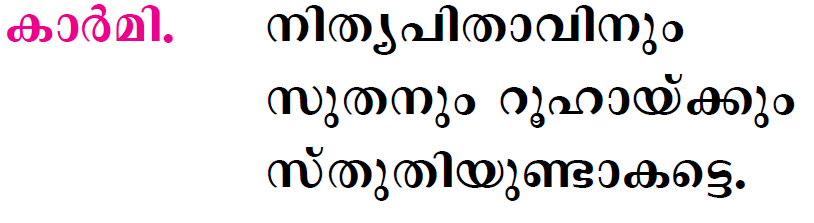 കാർമി. നിത്യപിതാവിനും
സുതനും റൂഹായ്ക്കും
സ്തുതിയുണ്ടാകട്ടെ.